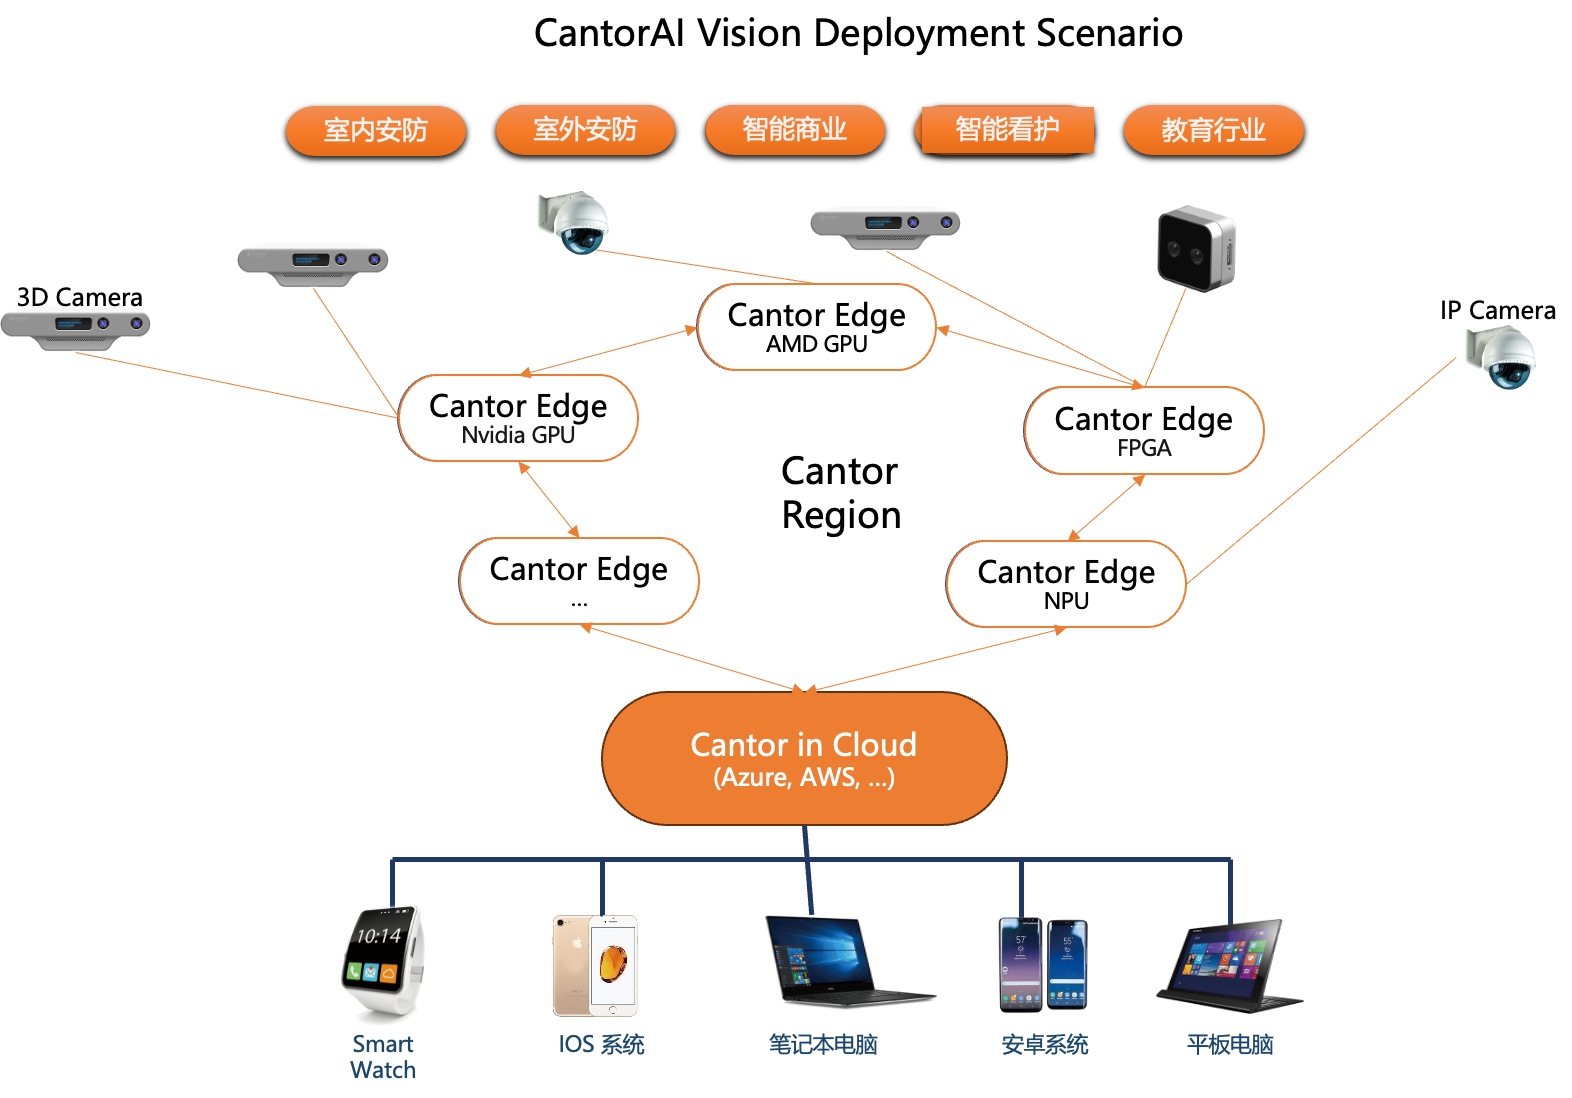 CantorAI Vision Deployment Scenario
室内安防
室外安防
智能商业
智能看护
教育行业
3D Camera
IP Camera
Cantor Edge
AMD GPU
Cantor Edge
Nvidia GPU
Cantor Edge
FPGA
Cantor
Region
Cantor Edge
...
Cantor Edge
NPU
Cantor in Cloud
(Azure, AWS, ...)
10:14
57°
55°
Smart
Watch
IOS 系统
笔记本电脑
安卓系统
平板电脑